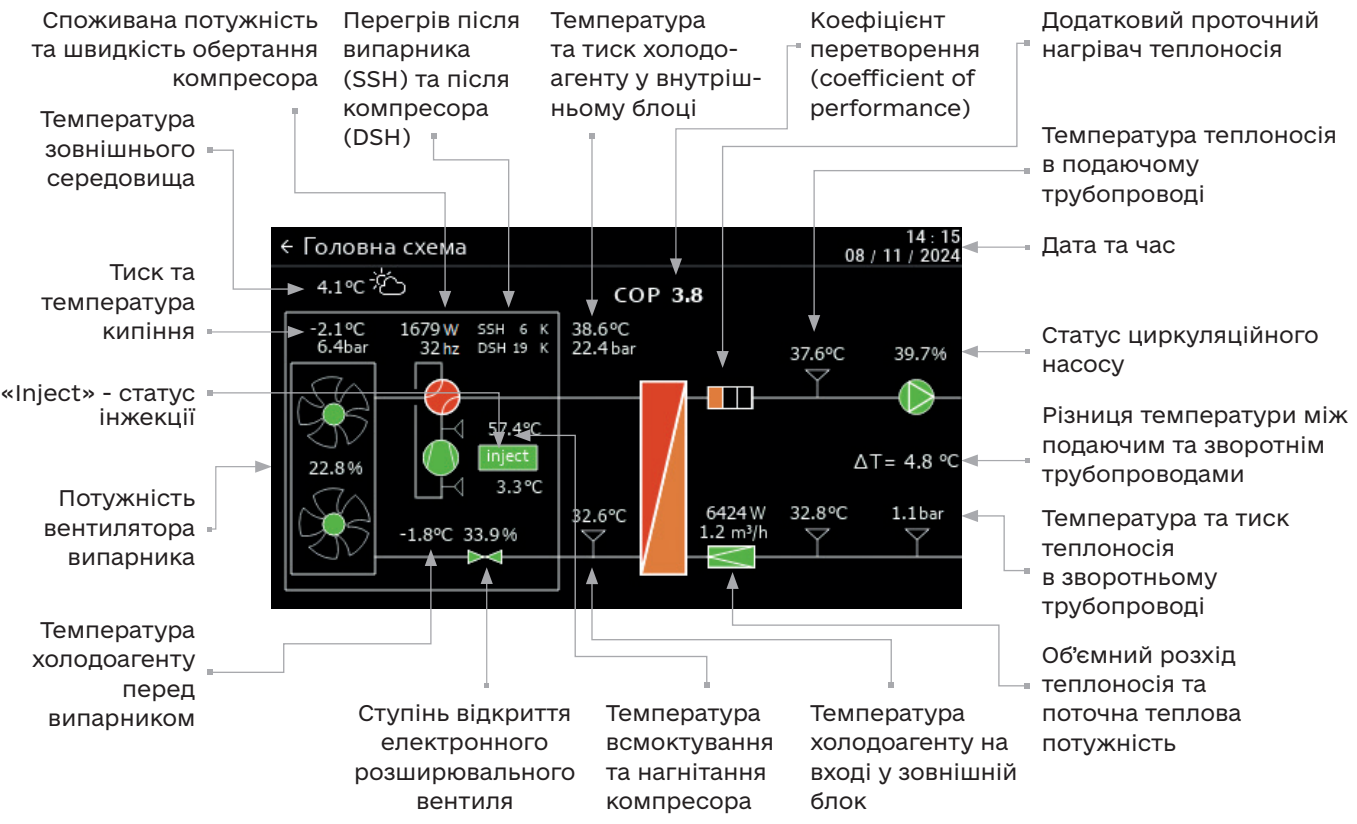 Споживана потужність
та швидкість обертання
компресора
Перегрів після
випарника
(SSH) та після
компресора
(DSH)
Температура
та тиск холодо-
агенту у внутріш-
ньому блоці
Коефіцієнт
перетворення
(coefficient of
performance)
Додатковий проточний
нагрівач теплоносія
Температура
зовнішнього
середовища
Температура теплоносія
в подаючому
трубопроводі
Дата та час
Тиск та
температура
кипіння
Статус циркуляційного
насосу
«Inject» - статус
інжекції
Різниця температури між
подаючим та зворотнім
трубопроводами
Потужність
вентилятора
випарника
Температура та тиск
теплоносія
в зворотньому
трубопроводі
Температура
холодоагенту
перед
випарником
Об’ємний розхід
теплоносія та
поточна теплова
потужність
Ступінь відкриття
електронного
розширювального
вентиля
Температура
всмоктування
та нагнітання
компресора
Температура
холодоагенту на
вході у зовнішній
блок
← Головна схема
14 : 15
08 / 11 / 2024
4.1°C
COP 3.8
-2.1°C
6.4bar
1679 W
32 hz
SSH 6 K
DSH 19 K
38.6°C
22.4 bar
37.6°C
39.7%
57.4°C
inject
3.3°C
22.8%
ΔT= 4.8 °C
-1.8°C 33.9%
32.6°C
6424 W
1.2 m³/h
32.8°C
1.1bar